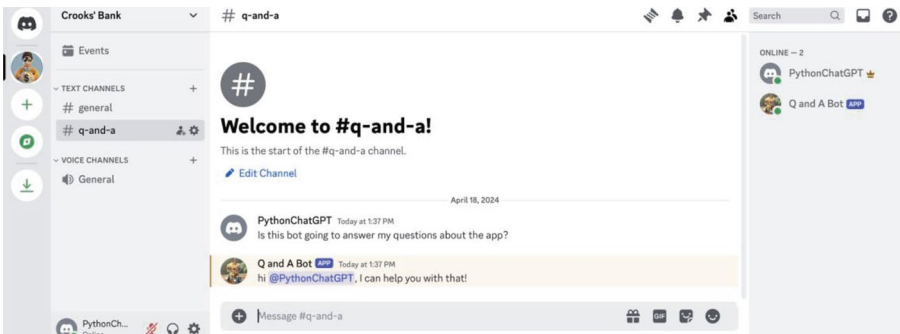 Crooks' Bank
# q-and-a
Search
Events
TEXT CHANNELS
# general
# q-and-a
VOICE CHANNELS
General
PythonCh...
Online
#
Welcome to #q-and-a!
This is the start of the #q-and-a channel.
Edit Channel
April 18, 2024
PythonChatGPT Today at 1:37 PM
Is this bot going to answer my questions about the app?
Q and A Bot APP Today at 1:37 PM
hi @PythonChatGPT, I can help you with that!
Message #q-and-a
GIF
ONLINE — 2
PythonChatGPT
Q and A Bot APP